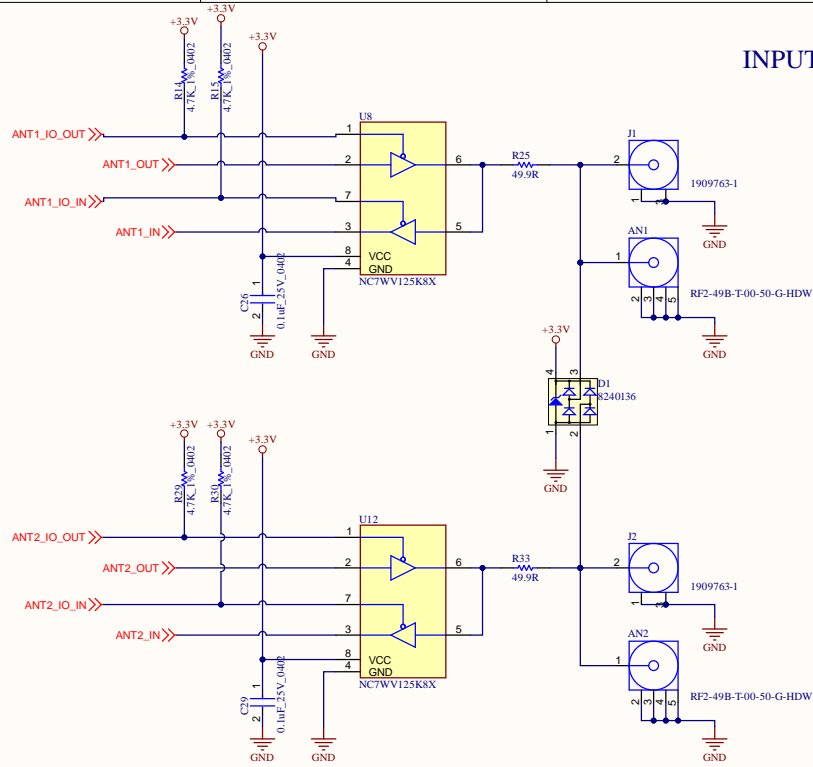 +3.3V
+3.3V
+3.3V
INPUT
R14
4.7K_1%_0402
R15
4.7K_1%_0402
U8
ANT1_IO_OUT
1
ANT1_OUT
2
6
ANT1_IO_IN
7
ANT1_IN
3
5
8
VCC
4
GND
NC7WV125K8X
R25
49.9R
J1
2
1909763-1
1
3
GND
AN1
1
RF2-49B-T-00-50-G-HDW
2
3
4
5
GND
1
C26
0.1uF_25V_0402
2
GND
GND
+3.3V
4
3
D1
8240136
1
2
GND
+3.3V
+3.3V
+3.3V
R29
4.7K_1%_0402
R30
4.7K_1%_0402
U12
ANT2_IO_OUT
1
ANT2_OUT
2
6
ANT2_IO_IN
7
ANT2_IN
3
5
8
VCC
4
GND
NC7WV125K8X
R33
49.9R
J2
2
1909763-1
1
3
GND
AN2
1
RF2-49B-T-00-50-G-HDW
2
3
4
5
GND
1
C29
0.1uF_25V_0402
2
GND
GND